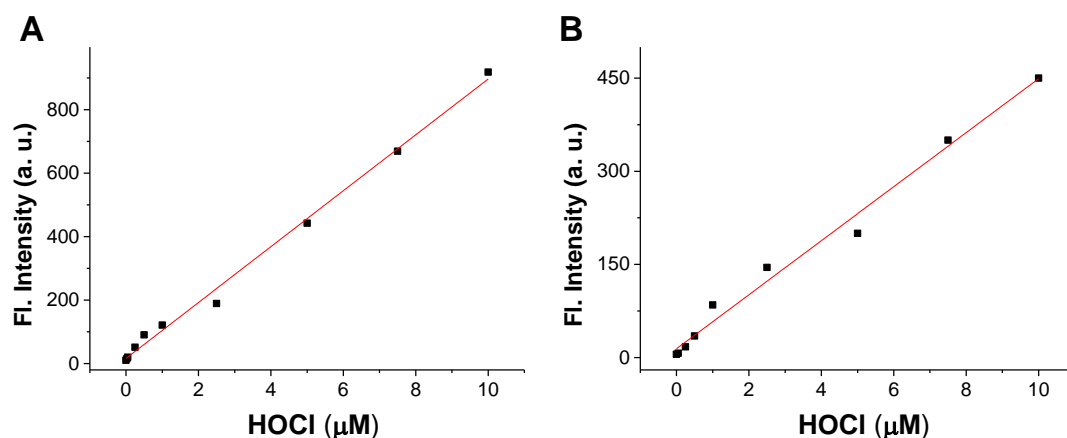 A
Fl. Intensity (a. u.)
800
600
400
200
0
0 2 4 6 8 10
HOCl (μM)
B
Fl. Intensity (a. u.)
450
300
150
0
0 2 4 6 8 10
HOCl (μM)